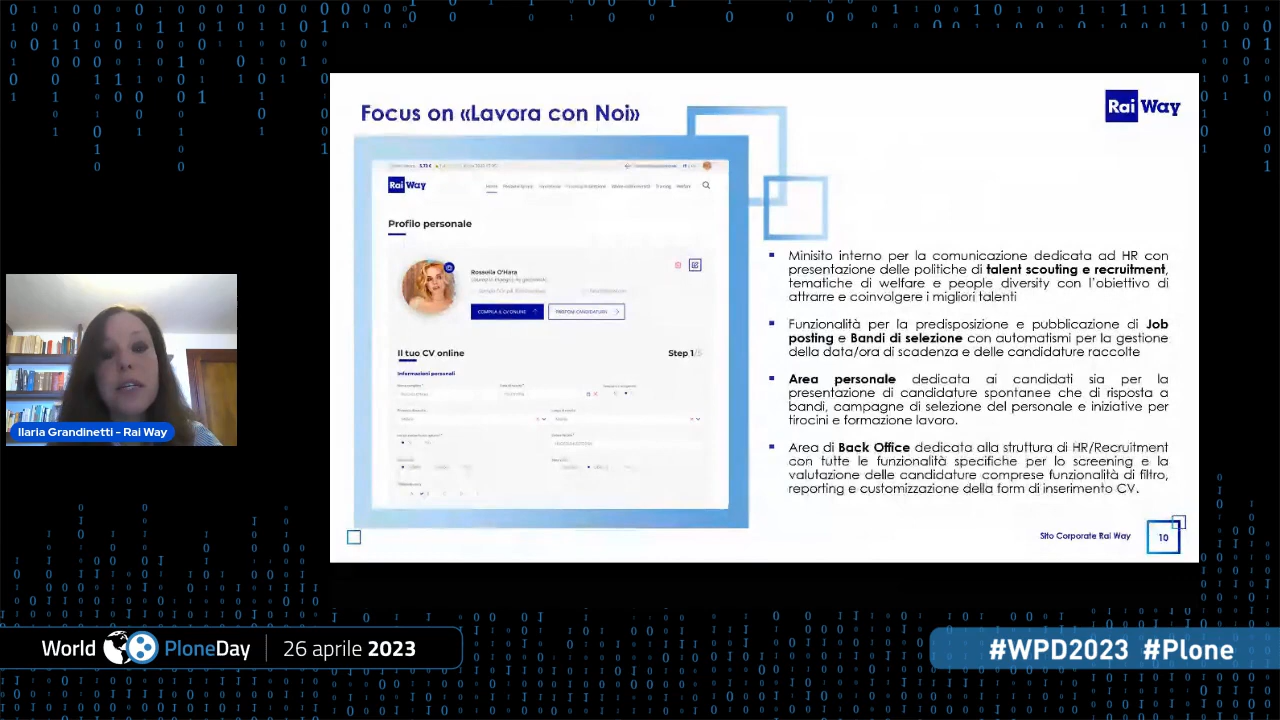 Focus on «Lavora con Noi»
Rai Way
Rai Way
Profilo personale
Rossella O'Hara
COMPILA IL CV ONLINE
Il tuo CV online
Step 1/5
Informazioni personali
Minisito interno per la comunicazione dedicata ad HR con
presentazione delle politiche di talent scouting e recruitment,
tematiche di welfare e people diversity con l'obiettivo di
attrarre e coinvolgere i migliori talenti
Funzionalità per la predisposizione e pubblicazione di Job
posting e Bandi di selezione con automatismi per la gestione
della data/ora di scadenza e delle candidature raccolte
Area personale dedicata ai candidati sia per la
presentazione di candidature spontanee che di risposta a
bandi, campagne di selezione del personale e iniziative per
tirocini e formazione lavoro.
Area di Back Office dedicata alla struttura di HR/Recruitment
con tutte le funzionalità specifiche per lo screening e la
valutazione delle candidature comprese funzionalità di filtro,
reporting e customizzazione della form di inserimento CV.
Sito Corporate Rai Way
10
Ilaria Grandinetti - Rai Way
World PloneDay
26 aprile 2023
#WPD2023 #Plone